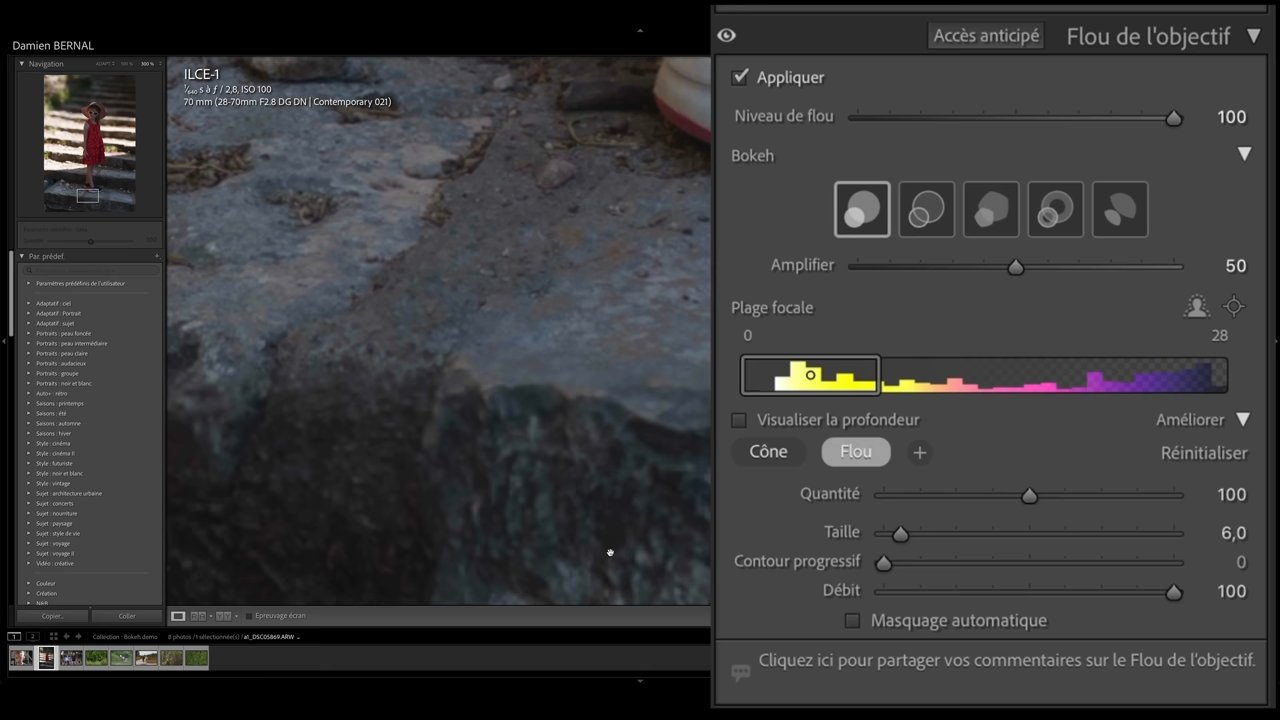 Damien BERNAL
Navigation
300 %
ILCE-1
1/640 s à ƒ / 2,8, ISO 100
70 mm (28-70mm F2.8 DG DN | Contemporary 021)
Par. prédef.
Paramètres prédéfinis de l'utilisateur
Adaptatif : ciel
Adaptatif : Portrait
Adaptatif : sujet
Portraits : peau foncée
Portraits : peau intermédiaire
Portraits : peau claire
Portraits : audacieux
Portraits : groupe
Portraits : noir et blanc
Auto+ : rétro
Saisons : printemps
Saisons : été
Saisons : automne
Saisons : hiver
Style : cinéma
Style : cinéma II
Style : futuriste
Style : noir et blanc
Style : vintage
Sujet : architecture urbaine
Sujet : concerts
Sujet : nourriture
Sujet : paysage
Sujet : style de vie
Sujet : voyage
Sujet : voyage II
Vidéo : créative
Couleur
Création
N&B
Copier...
Coller
Epreuvage écran
1 2
Collection : Bokeh demo
8 photos / 1 sélectionnée(s) / a1_DSC05869.ARW
Accès anticipé
Flou de l'objectif
Appliquer
Niveau de flou 100
Bokeh
Amplifier 50
Plage focale
0 28
Visualiser la profondeur
Améliorer
Cône Flou + Réinitialiser
Quantité 100
Taille 6,0
Contour progressif 0
Débit 100
Masquage automatique
Cliquez ici pour partager vos commentaires sur le Flou de l'objectif.